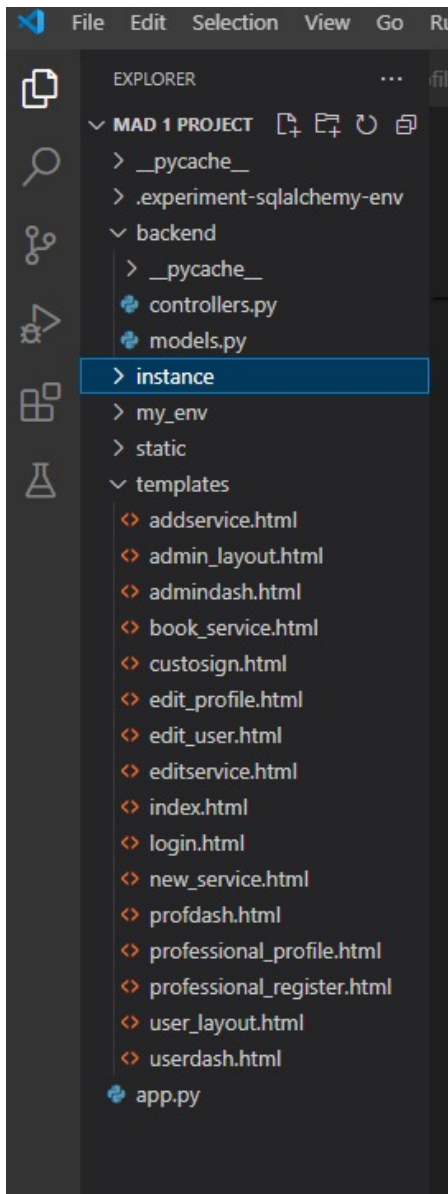 File Edit Selection View Go Ru
EXPLORER ... file
MAD 1 PROJECT
__pycache__
.experiment-sqlalchemy-env
backend
__pycache__
controllers.py
models.py
instance
my_env
static
templates
addservice.html
admin_layout.html
admindash.html
book_service.html
custosign.html
edit_profile.html
edit_user.html
editservice.html
index.html
login.html
new_service.html
profdash.html
professional_profile.html
professional_register.html
user_layout.html
userdash.html
app.py